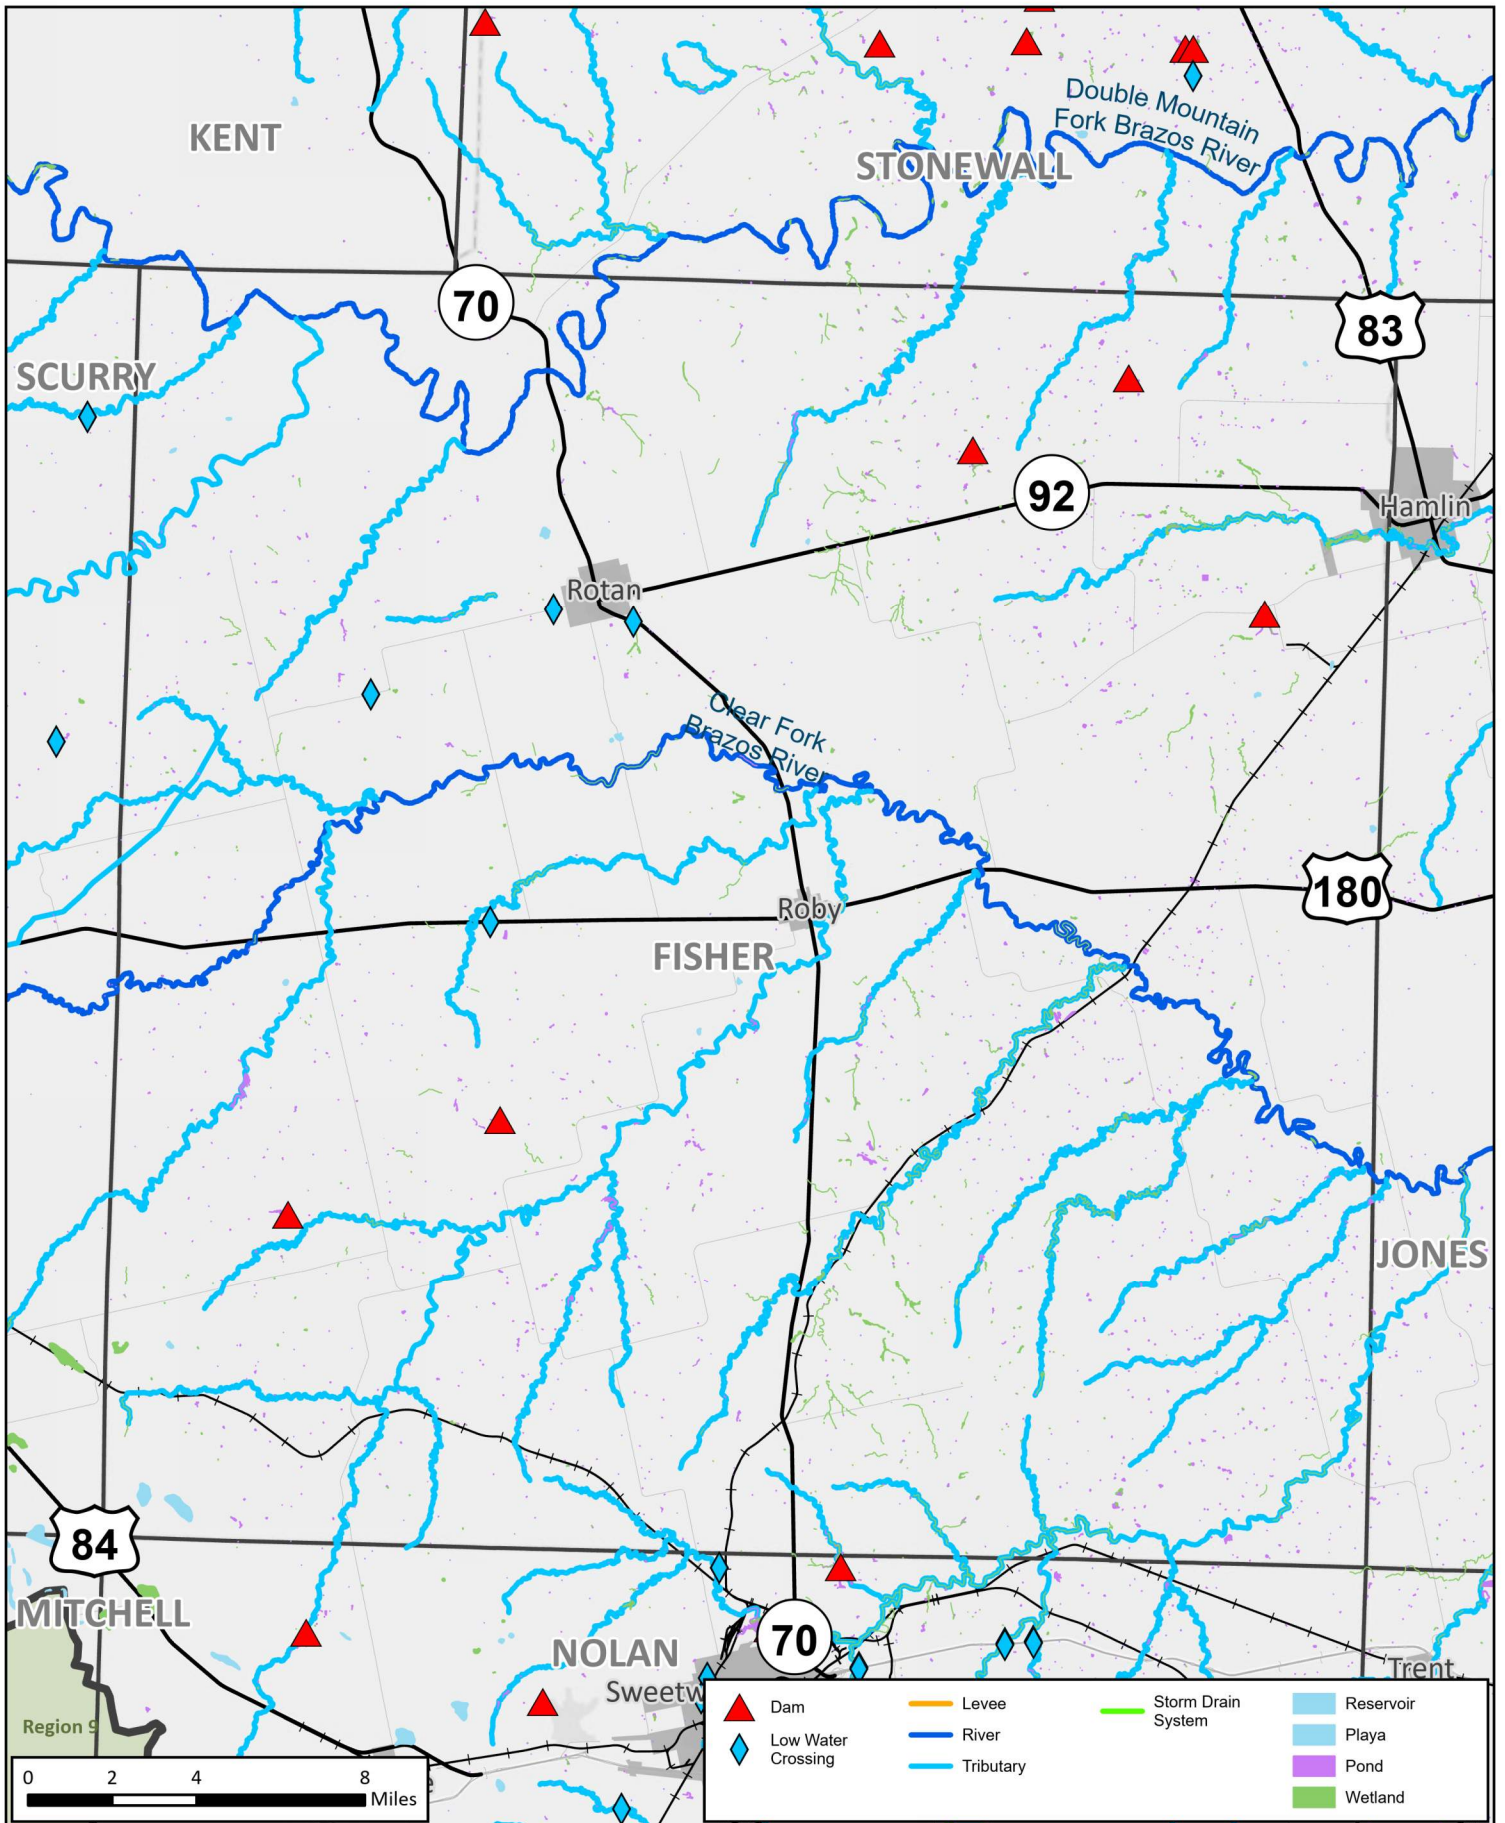 KENT
Double Mountain
Fork Brazos River
STONEWALL
70
83
SCURRY
92
Hamlin
Rotan
Clear Fork
Brazos River
180
Roby
FISHER
JONES
84
MITCHELL
NOLAN
70
Trent
Sweetw
Region 9
e
0 2 4 8
Miles
Dam
Low Water
Crossing
Levee
River
Tributary
Storm Drain
System
Reservoir
Playa
Pond
Wetland